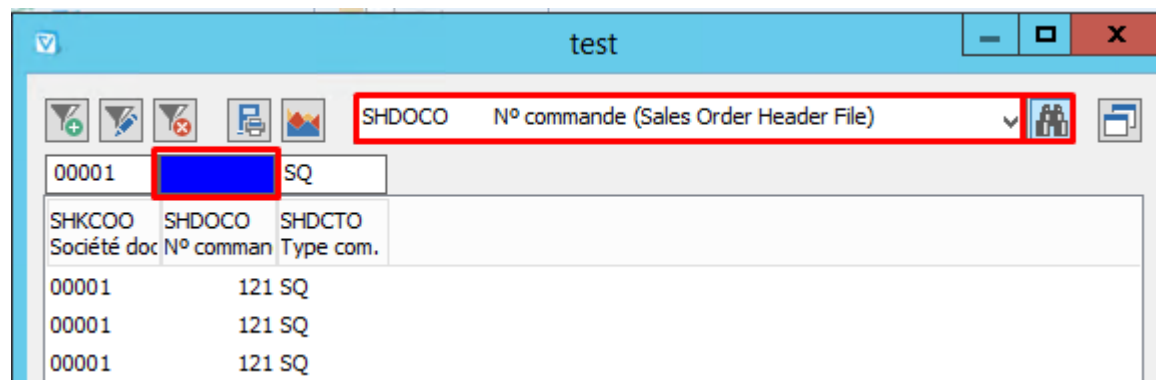 test
SHDOCO Nº commande (Sales Order Header File)
00001 SQ
SHKCOO SHDOCO SHDCTO
Société doc Nº comman Type com.
00001 121 SQ
00001 121 SQ
00001 121 SQ